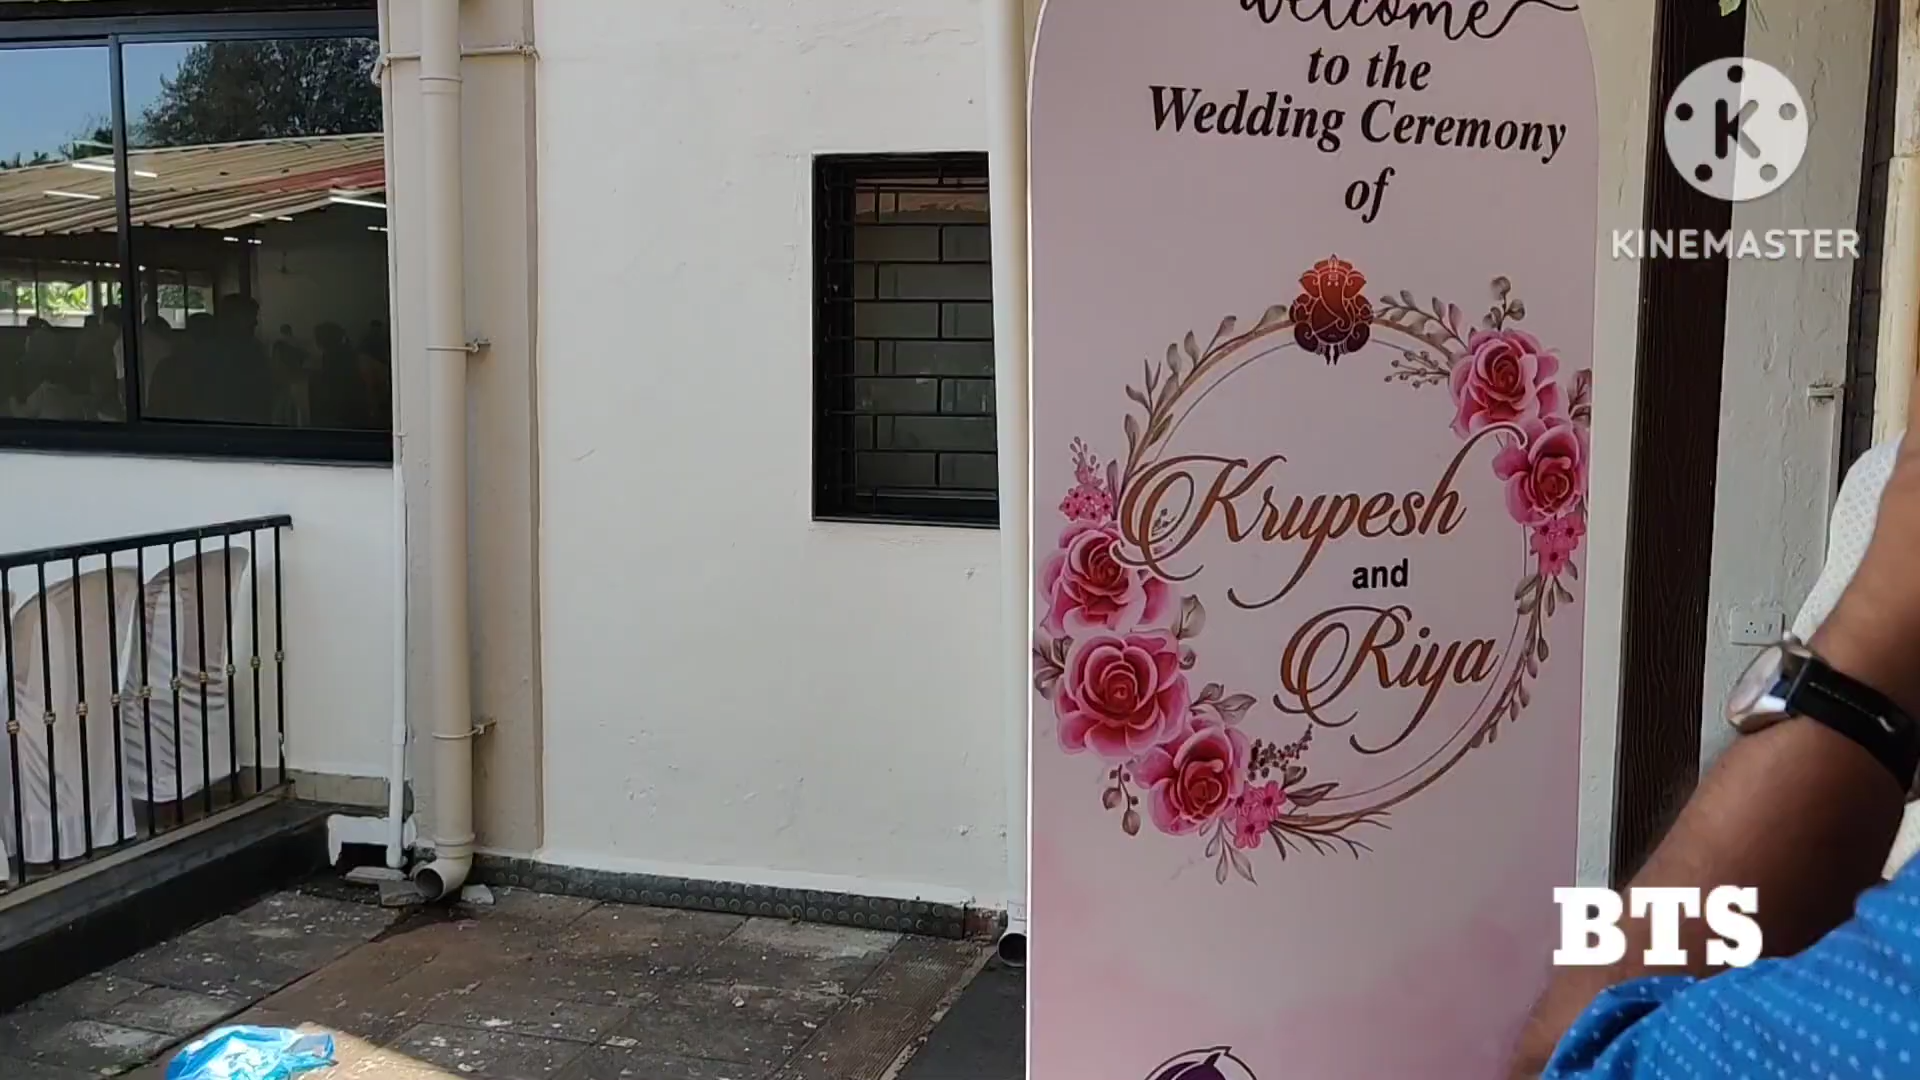 welcome
to the
Wedding Ceremony
of
Krupesh
and
Riya
K
KINEMASTER
BTS